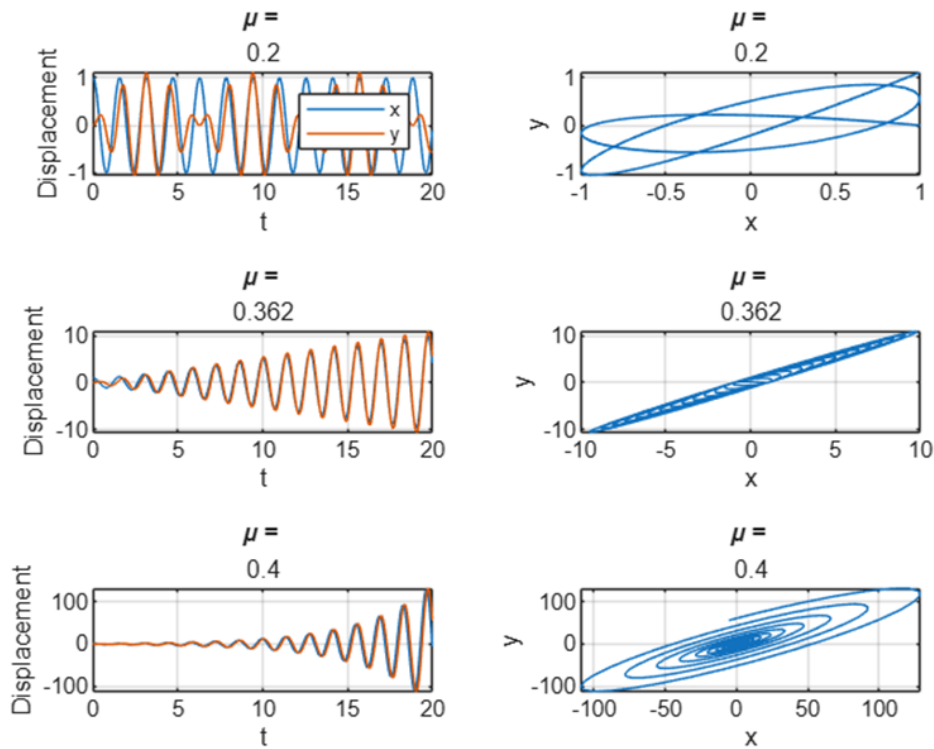 μ =
0.2
Displacement
1
0
-1
0 5 10 15 20
t
x
y
μ =
0.2
y
1
0
-1
-1 -0.5 0 0.5 1
x
μ =
0.362
Displacement
10
0
-10
0 5 10 15 20
t
μ =
0.362
y
10
0
-10
-10 -5 0 5 10
x
μ =
0.4
Displacement
100
0
-100
0 5 10 15 20
t
μ =
0.4
y
100
0
-100
-100 -50 0 50 100
x